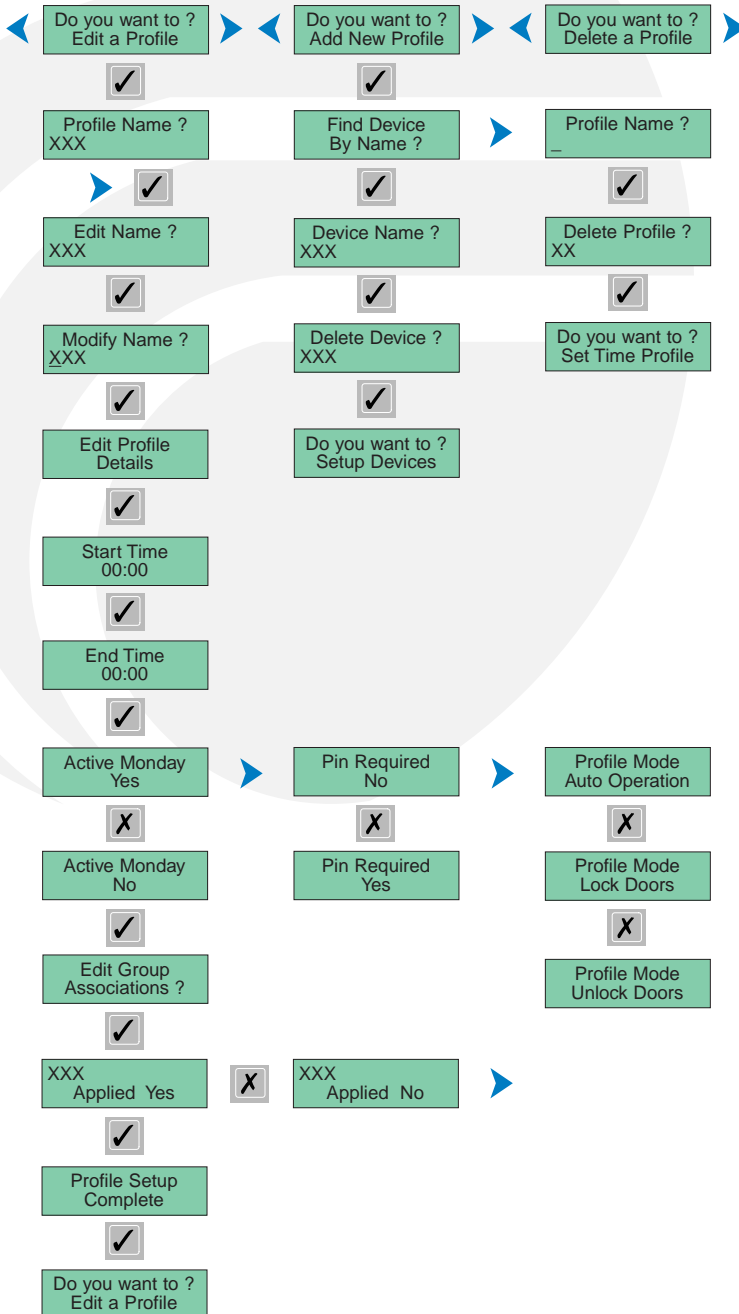 Do you want to ?
Edit a Profile
Do you want to ?
Add New Profile
Do you want to ?
Delete a Profile
Profile Name ?
XXX
Find Device
By Name ?
Profile Name ?
_
Edit Name ?
XXX
Device Name ?
XXX
Delete Profile ?
XX
Modify Name ?
XXX
Delete Device ?
XXX
Do you want to ?
Set Time Profile
Edit Profile
Details
Do you want to ?
Setup Devices
Start Time
00:00
End Time
00:00
Active Monday
Yes
Pin Required
No
Profile Mode
Auto Operation
Active Monday
No
Pin Required
Yes
Profile Mode
Lock Doors
Edit Group
Associations ?
Profile Mode
Unlock Doors
XXX
Applied Yes
XXX
Applied No
Profile Setup
Complete
Do you want to ?
Edit a Profile